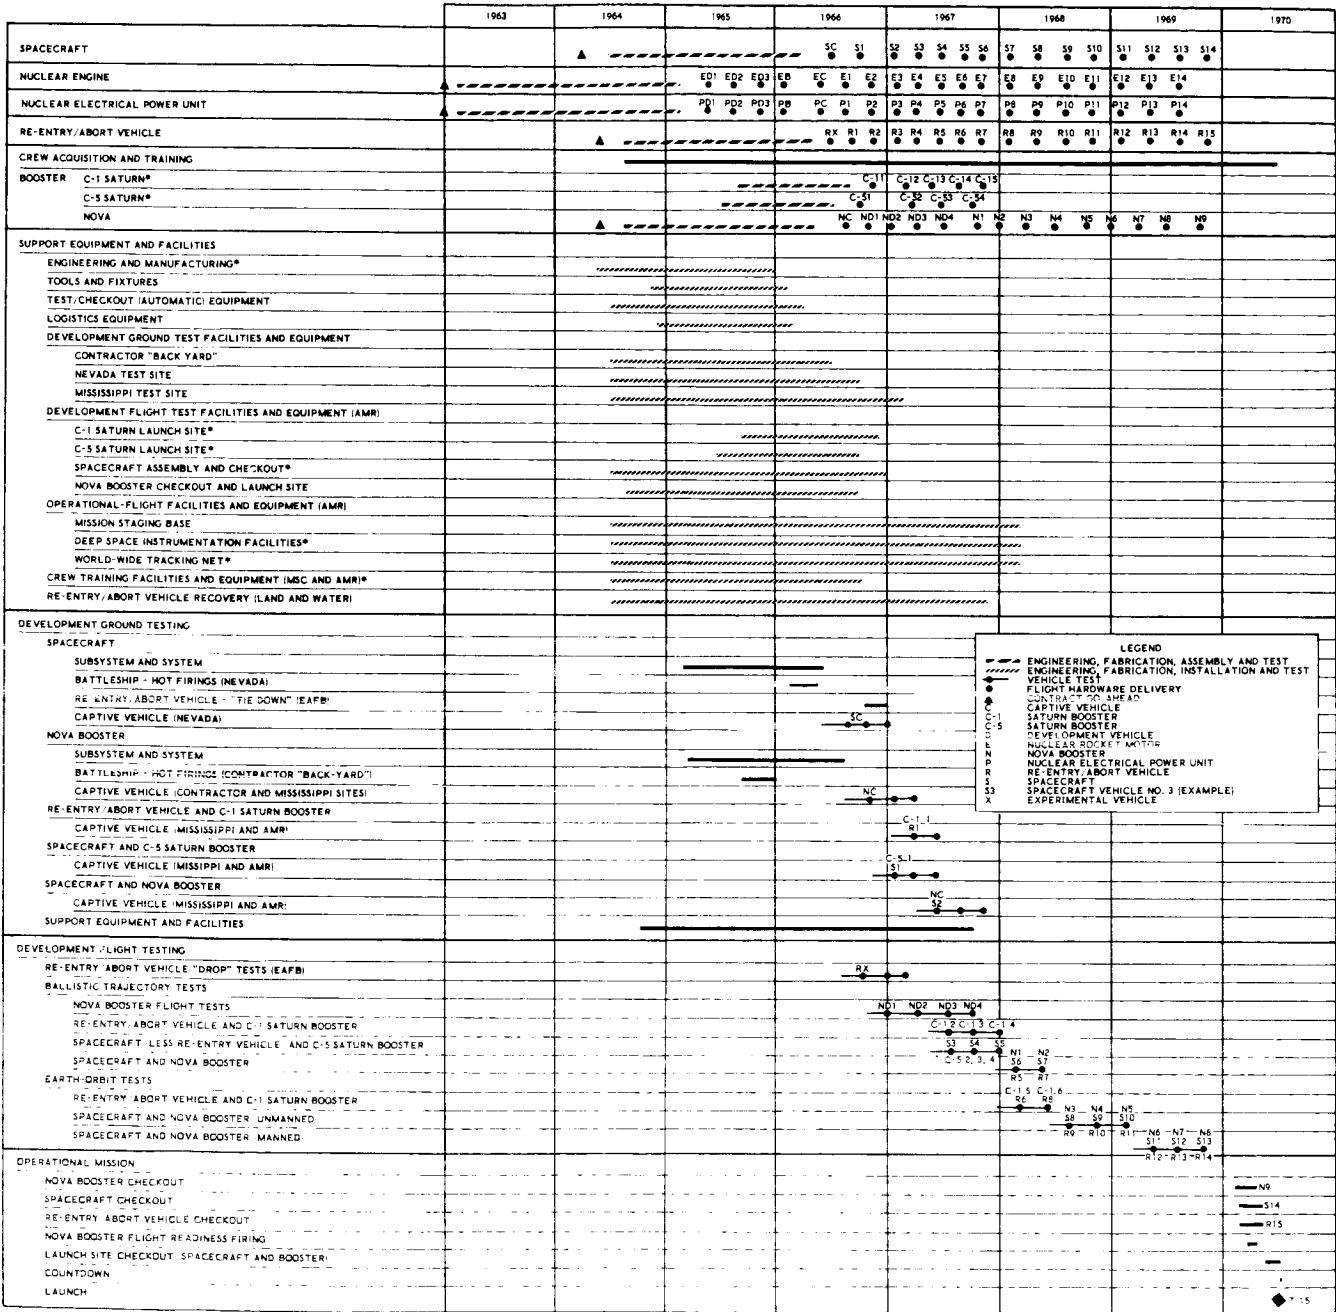 1963 1964 1965 1966 1967 1968 1969 1970
SPACECRAFT SC S1 S2 S3 S4 S5 S6 S7 S8 S9 S10 S11 S12 S13 S14
NUCLEAR ENGINE ED1 ED2 ED3 EB EC E1 E2 E3 E4 E5 E6 E7 E8 E9 E10 E11 E12 E13 E14
NUCLEAR ELECTRICAL POWER UNIT PD1 PD2 PD3 PB PC P1 P2 P3 P4 P5 P6 P7 P8 P9 P10 P11 P12 P13 P14
RE-ENTRY/ABORT VEHICLE RX R1 R2 R3 R4 R5 R6 R7 R8 R9 R10 R11 R12 R13 R14 R15
CREW ACQUISITION AND TRAINING
BOOSTER C-1 SATURN* C-11 C-12 C-13 C-14 C-15
C-5 SATURN* C-51 C-52 C-53 C-54
NOVA NC ND1 ND2 ND3 ND4 N1 N2 N3 N4 N5 N6 N7 N8 N9
SUPPORT EQUIPMENT AND FACILITIES
ENGINEERING AND MANUFACTURING*
TOOLS AND FIXTURES
TEST/CHECKOUT (AUTOMATIC) EQUIPMENT
LOGISTICS EQUIPMENT
DEVELOPMENT GROUND TEST FACILITIES AND EQUIPMENT
CONTRACTOR "BACK YARD"
NEVADA TEST SITE
MISSISSIPPI TEST SITE
DEVELOPMENT FLIGHT TEST FACILITIES AND EQUIPMENT (AMR)
C-1 SATURN LAUNCH SITE*
C-5 SATURN LAUNCH SITE*
SPACECRAFT ASSEMBLY AND CHECKOUT*
NOVA BOOSTER CHECKOUT AND LAUNCH SITE
OPERATIONAL-FLIGHT FACILITIES AND EQUIPMENT (AMR)
MISSION STAGING BASE
DEEP SPACE INSTRUMENTATION FACILITIES*
WORLD-WIDE TRACKING NET*
CREW TRAINING FACILITIES AND EQUIPMENT (MSC AND AMR)*
RE-ENTRY/ABORT VEHICLE RECOVERY (LAND AND WATER)
DEVELOPMENT GROUND TESTING
SPACECRAFT
SUBSYSTEM AND SYSTEM
BATTLESHIP - HOT FIRINGS (NEVADA)
RE-ENTRY/ABORT VEHICLE - "TIE DOWN" (EAFB)
CAPTIVE VEHICLE (NEVADA) SC
NOVA BOOSTER
SUBSYSTEM AND SYSTEM
BATTLESHIP - HOT FIRINGS (CONTRACTOR "BACK-YARD")
CAPTIVE VEHICLE (CONTRACTOR AND MISSISSIPPI SITES) NC
RE-ENTRY/ABORT VEHICLE AND C-1 SATURN BOOSTER
C-1 1
CAPTIVE VEHICLE (MISSISSIPPI AND AMR) R1
SPACECRAFT AND C-5 SATURN BOOSTER
C-5 1
CAPTIVE VEHICLE (MISSISSIPPI AND AMR) S1
SPACECRAFT AND NOVA BOOSTER
NC
CAPTIVE VEHICLE (MISSISSIPPI AND AMR) S2
SUPPORT EQUIPMENT AND FACILITIES
LEGEND
ENGINEERING, FABRICATION, ASSEMBLY AND TEST
ENGINEERING, FABRICATION, INSTALLATION AND TEST
VEHICLE TEST
FLIGHT HARDWARE DELIVERY
CONTRACT GO-AHEAD
C CAPTIVE VEHICLE
C-1 SATURN BOOSTER
C-5 SATURN BOOSTER
D DEVELOPMENT VEHICLE
E NUCLEAR ROCKET MOTOR
N NOVA BOOSTER
P NUCLEAR ELECTRICAL POWER UNIT
R RE-ENTRY/ABORT VEHICLE
S SPACECRAFT
S3 SPACECRAFT VEHICLE NO. 3 (EXAMPLE)
X EXPERIMENTAL VEHICLE
DEVELOPMENT FLIGHT TESTING
RE-ENTRY ABORT VEHICLE "DROP" TESTS (EAFB) RX
BALLISTIC TRAJECTORY TESTS
NOVA BOOSTER FLIGHT TESTS ND1 ND2 ND3 ND4
RE-ENTRY/ABORT VEHICLE AND C-1 SATURN BOOSTER C-1 2 C-1 3 C-1 4
SPACECRAFT LESS RE-ENTRY VEHICLE AND C-5 SATURN BOOSTER S3 S4 S5
C-5 2, 3, 4
N1 N2
SPACECRAFT AND NOVA BOOSTER S6 S7
R5 R7
EARTH-ORBIT TESTS
C-1 5 C-1 6
RE-ENTRY ABORT VEHICLE AND C-1 SATURN BOOSTER R6 R8
N3 N4 N5
SPACECRAFT AND NOVA BOOSTER UNMANNED S8 S9 S10
R9 R10 R11
N6 N7 N8
SPACECRAFT AND NOVA BOOSTER MANNED S11 S12 S13
R12 R13 R14
OPERATIONAL MISSION
NOVA BOOSTER CHECKOUT N9
SPACECRAFT CHECKOUT S14
RE-ENTRY ABORT VEHICLE CHECKOUT R15
NOVA BOOSTER FLIGHT READINESS FIRING
LAUNCH SITE CHECKOUT SPACECRAFT AND BOOSTER)
COUNTDOWN
LAUNCH 7-15